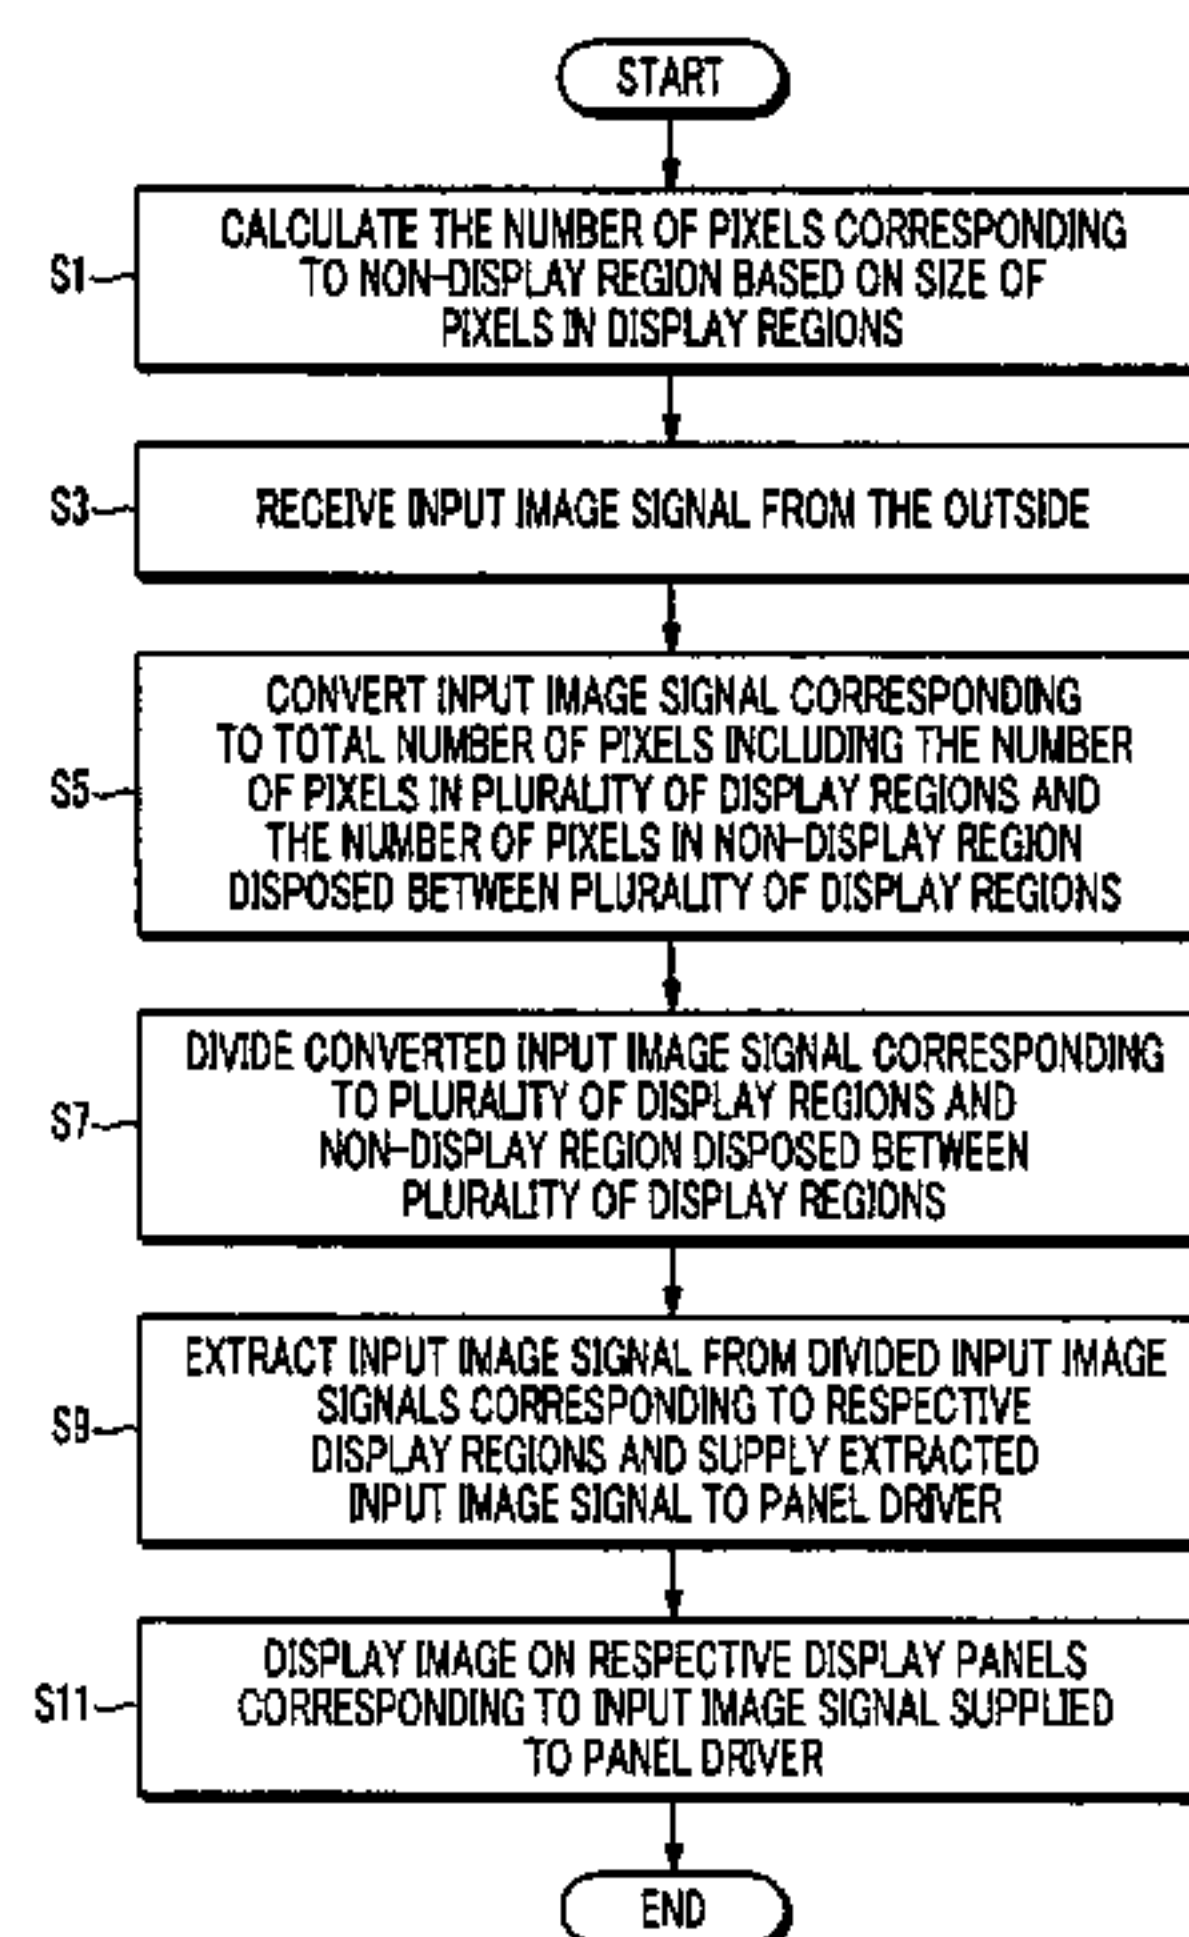 START
S1
CALCULATE THE NUMBER OF PIXELS CORRESPONDING
TO NON-DISPLAY REGION BASED ON SIZE OF
PIXELS IN DISPLAY REGIONS
S3
RECEIVE INPUT IMAGE SIGNAL FROM THE OUTSIDE
S5
CONVERT INPUT IMAGE SIGNAL CORRESPONDING
TO TOTAL NUMBER OF PIXELS INCLUDING THE NUMBER
OF PIXELS IN PLURALITY OF DISPLAY REGIONS AND
THE NUMBER OF PIXELS IN NON-DISPLAY REGION
DISPOSED BETWEEN PLURALITY OF DISPLAY REGIONS
S7
DIVIDE CONVERTED INPUT IMAGE SIGNAL CORRESPONDING
TO PLURALITY OF DISPLAY REGIONS AND
NON-DISPLAY REGION DISPOSED BETWEEN
PLURALITY OF DISPLAY REGIONS
S9
EXTRACT INPUT IMAGE SIGNAL FROM DIVIDED INPUT IMAGE
SIGNALS CORRESPONDING TO RESPECTIVE
DISPLAY REGIONS AND SUPPLY EXTRACTED
INPUT IMAGE SIGNAL TO PANEL DRIVER
S11
DISPLAY IMAGE ON RESPECTIVE DISPLAY PANELS
CORRESPONDING TO INPUT IMAGE SIGNAL SUPPLIED
TO PANEL DRIVER
END